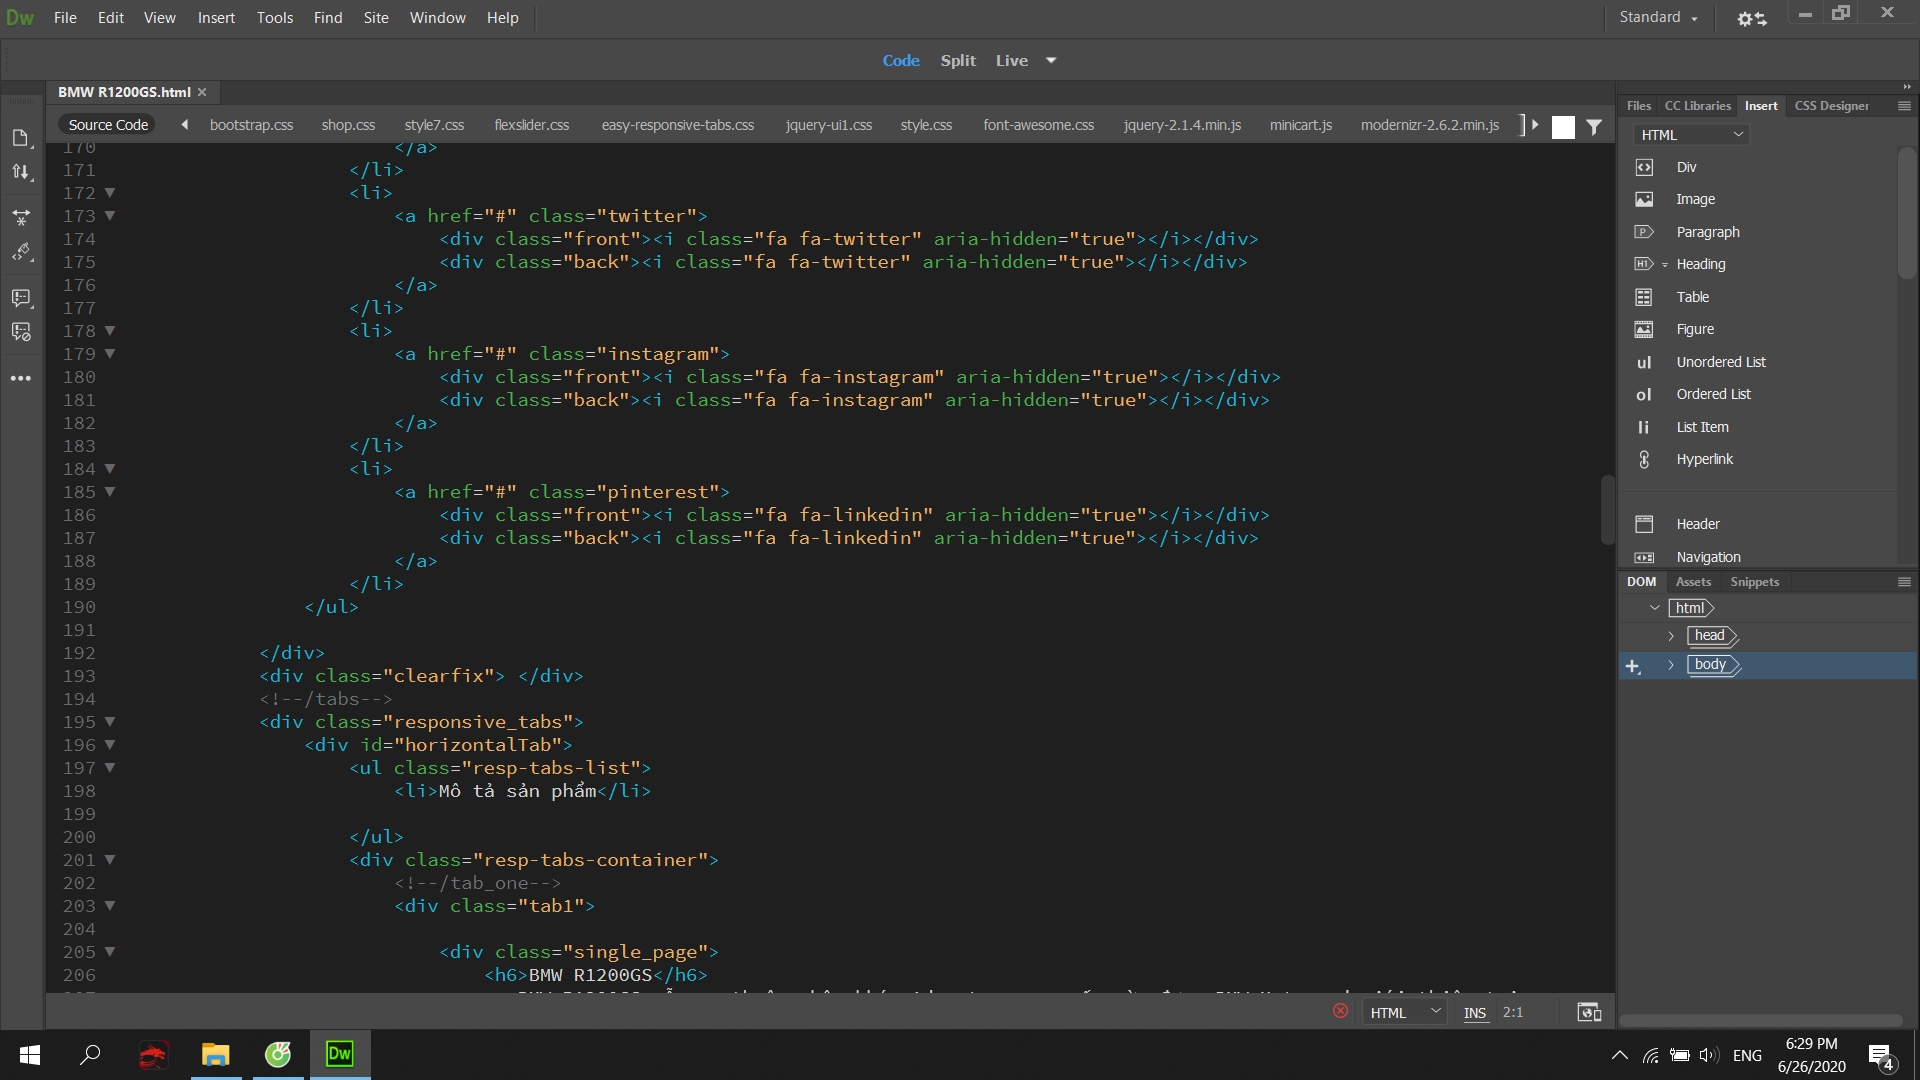 Dw File Edit View Insert Tools Find Site Window Help Standard
Code Split Live
BMW R1200GS.html
Source Code bootstrap.css shop.css style7.css flexslider.css easy-responsive-tabs.css jquery-ui1.css style.css font-awesome.css jquery-2.1.4.min.js minicart.js modernizr-2.6.2.min.js
170 </a>
171 </li>
172 <li>
173 <a href="#" class="twitter">
174 <div class="front"><i class="fa fa-twitter" aria-hidden="true"></i></div>
175 <div class="back"><i class="fa fa-twitter" aria-hidden="true"></i></div>
176 </a>
177 </li>
178 <li>
179 <a href="#" class="instagram">
180 <div class="front"><i class="fa fa-instagram" aria-hidden="true"></i></div>
181 <div class="back"><i class="fa fa-instagram" aria-hidden="true"></i></div>
182 </a>
183 </li>
184 <li>
185 <a href="#" class="pinterest">
186 <div class="front"><i class="fa fa-linkedin" aria-hidden="true"></i></div>
187 <div class="back"><i class="fa fa-linkedin" aria-hidden="true"></i></div>
188 </a>
189 </li>
190 </ul>
191
192 </div>
193 <div class="clearfix"> </div>
194 <!--/tabs-->
195 <div class="responsive_tabs">
196 <div id="horizontalTab">
197 <ul class="resp-tabs-list">
198 <li>Mô tả sản phẩm</li>
199
200 </ul>
201 <div class="resp-tabs-container">
202 <!--/tab_one-->
203 <div class="tab1">
204
205 <div class="single_page">
206 <h6>BMW R1200GS</h6>
HTML INS 2:1
Files CC Libraries Insert CSS Designer
HTML
Div
Image
Paragraph
H1 Heading
Table
Figure
ul Unordered List
ol Ordered List
li List Item
Hyperlink
Header
Navigation
DOM Assets Snippets
html
head
body
Dw
ENG
6:29 PM
6/26/2020
4